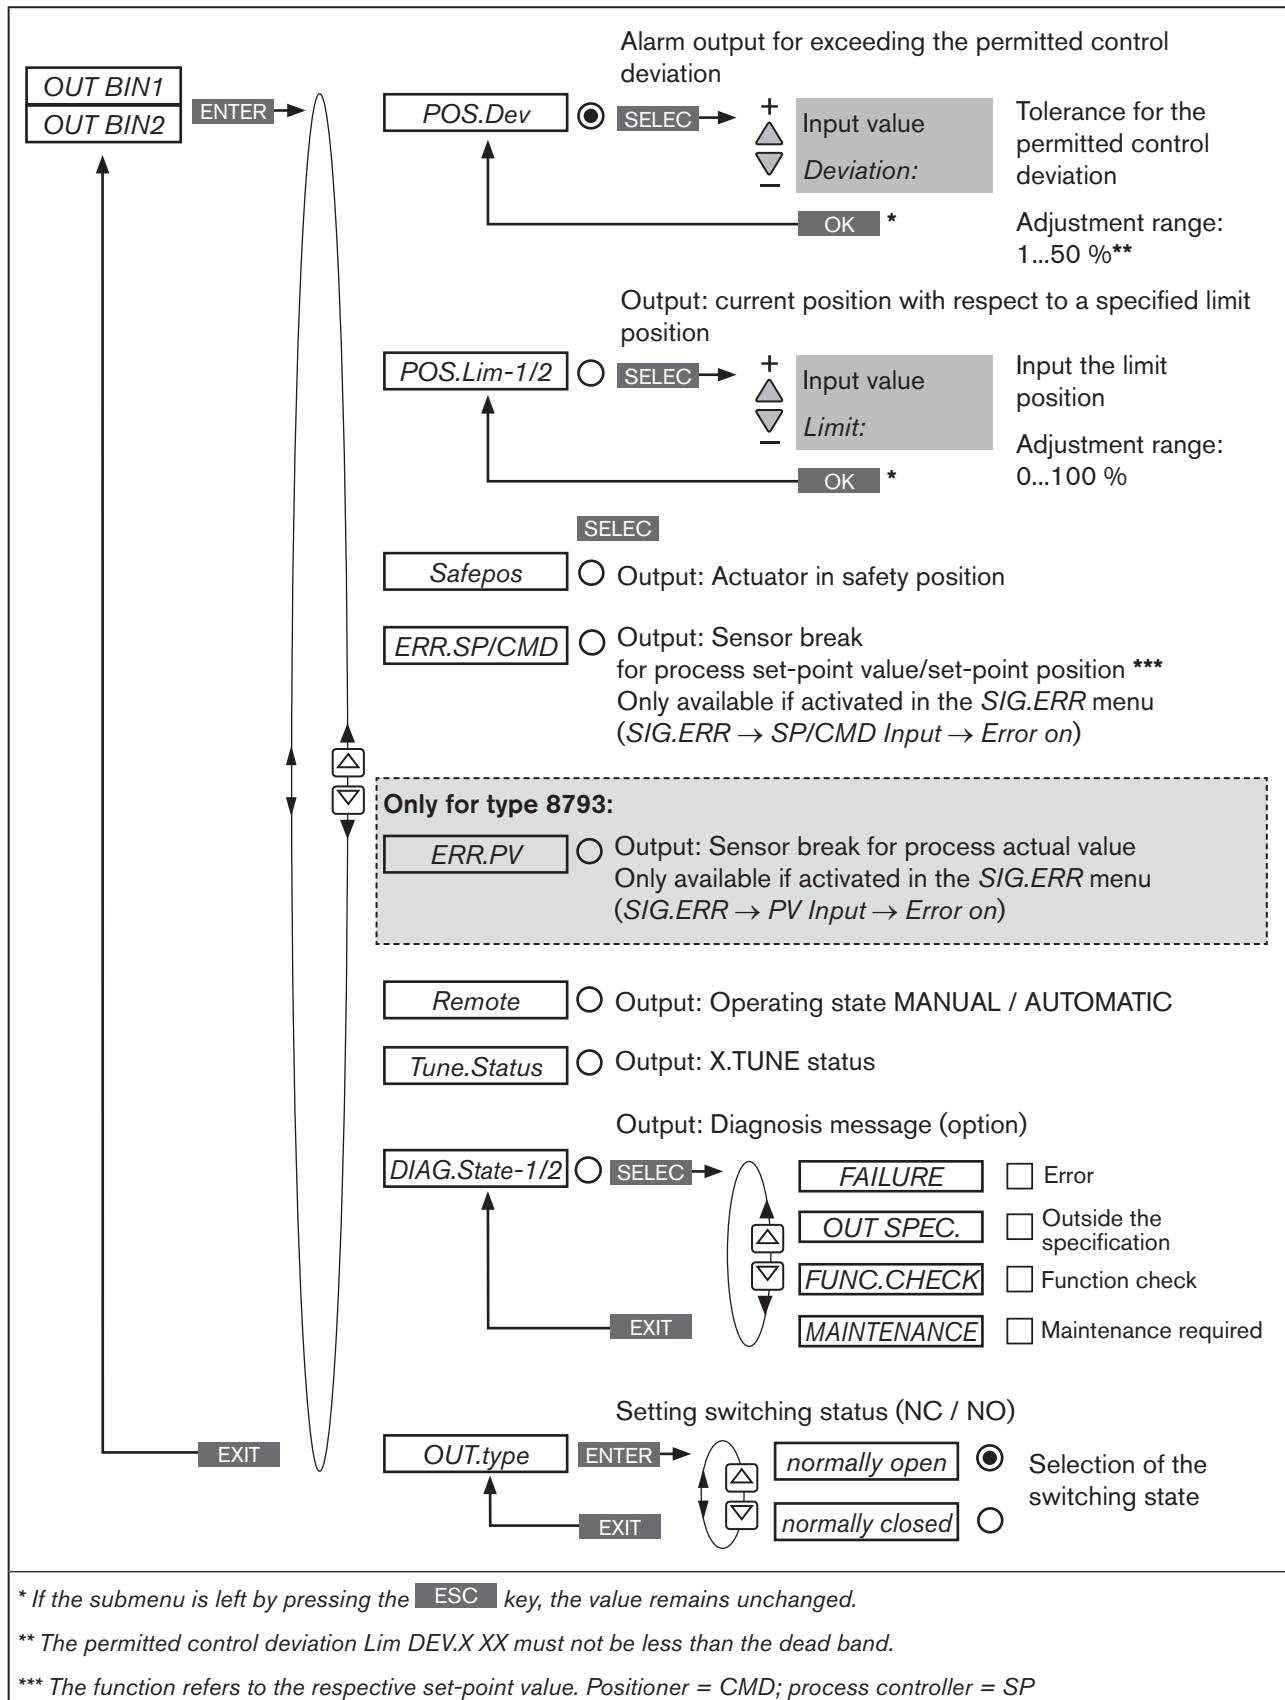 Alarm output for exceeding the permitted control
deviation
OUT BIN1
OUT BIN2
ENTER
POS.Dev
SELEC
+
Input value
Deviation:
–
Tolerance for the
permitted control
deviation
OK *
Adjustment range:
1...50 %**
Output: current position with respect to a specified limit
position
POS.Lim-1/2
SELEC
+
Input value
Limit:
–
Input the limit
position
Adjustment range:
0...100 %
OK *
SELEC
Safepos
Output: Actuator in safety position
ERR.SP/CMD
Output: Sensor break
for process set-point value/set-point position ***
Only available if activated in the SIG.ERR menu
(SIG.ERR → SP/CMD Input → Error on)
Only for type 8793:
ERR.PV
Output: Sensor break for process actual value
Only available if activated in the SIG.ERR menu
(SIG.ERR → PV Input → Error on)
Remote
Output: Operating state MANUAL / AUTOMATIC
Tune.Status
Output: X.TUNE status
Output: Diagnosis message (option)
DIAG.State-1/2
SELEC
FAILURE
Error
OUT SPEC.
Outside the
specification
FUNC.CHECK
Function check
MAINTENANCE
Maintenance required
EXIT
Setting switching status (NC / NO)
EXIT
OUT.type
ENTER
normally open
normally closed
Selection of the
switching state
EXIT
* If the submenu is left by pressing the ESC key, the value remains unchanged.
** The permitted control deviation Lim DEV.X XX must not be less than the dead band.
*** The function refers to the respective set-point value. Positioner = CMD; process controller = SP